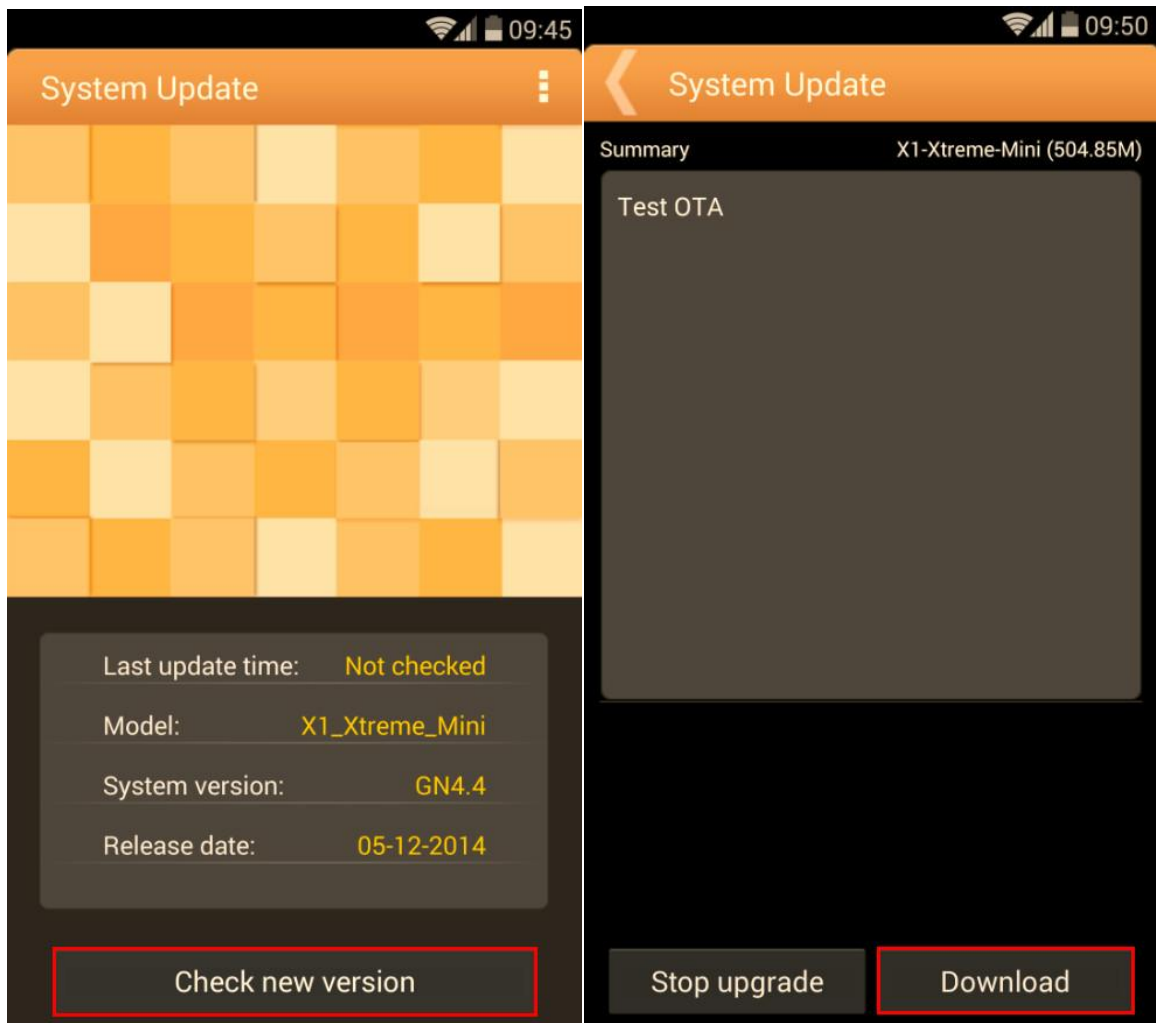 09:45
System Update
Last update time: Not checked
Model: X1_Xtreme_Mini
System version: GN4.4
Release date: 05-12-2014
Check new version
09:50
System Update
Summary X1-Xtreme-Mini (504.85M)
Test OTA
Stop upgrade Download